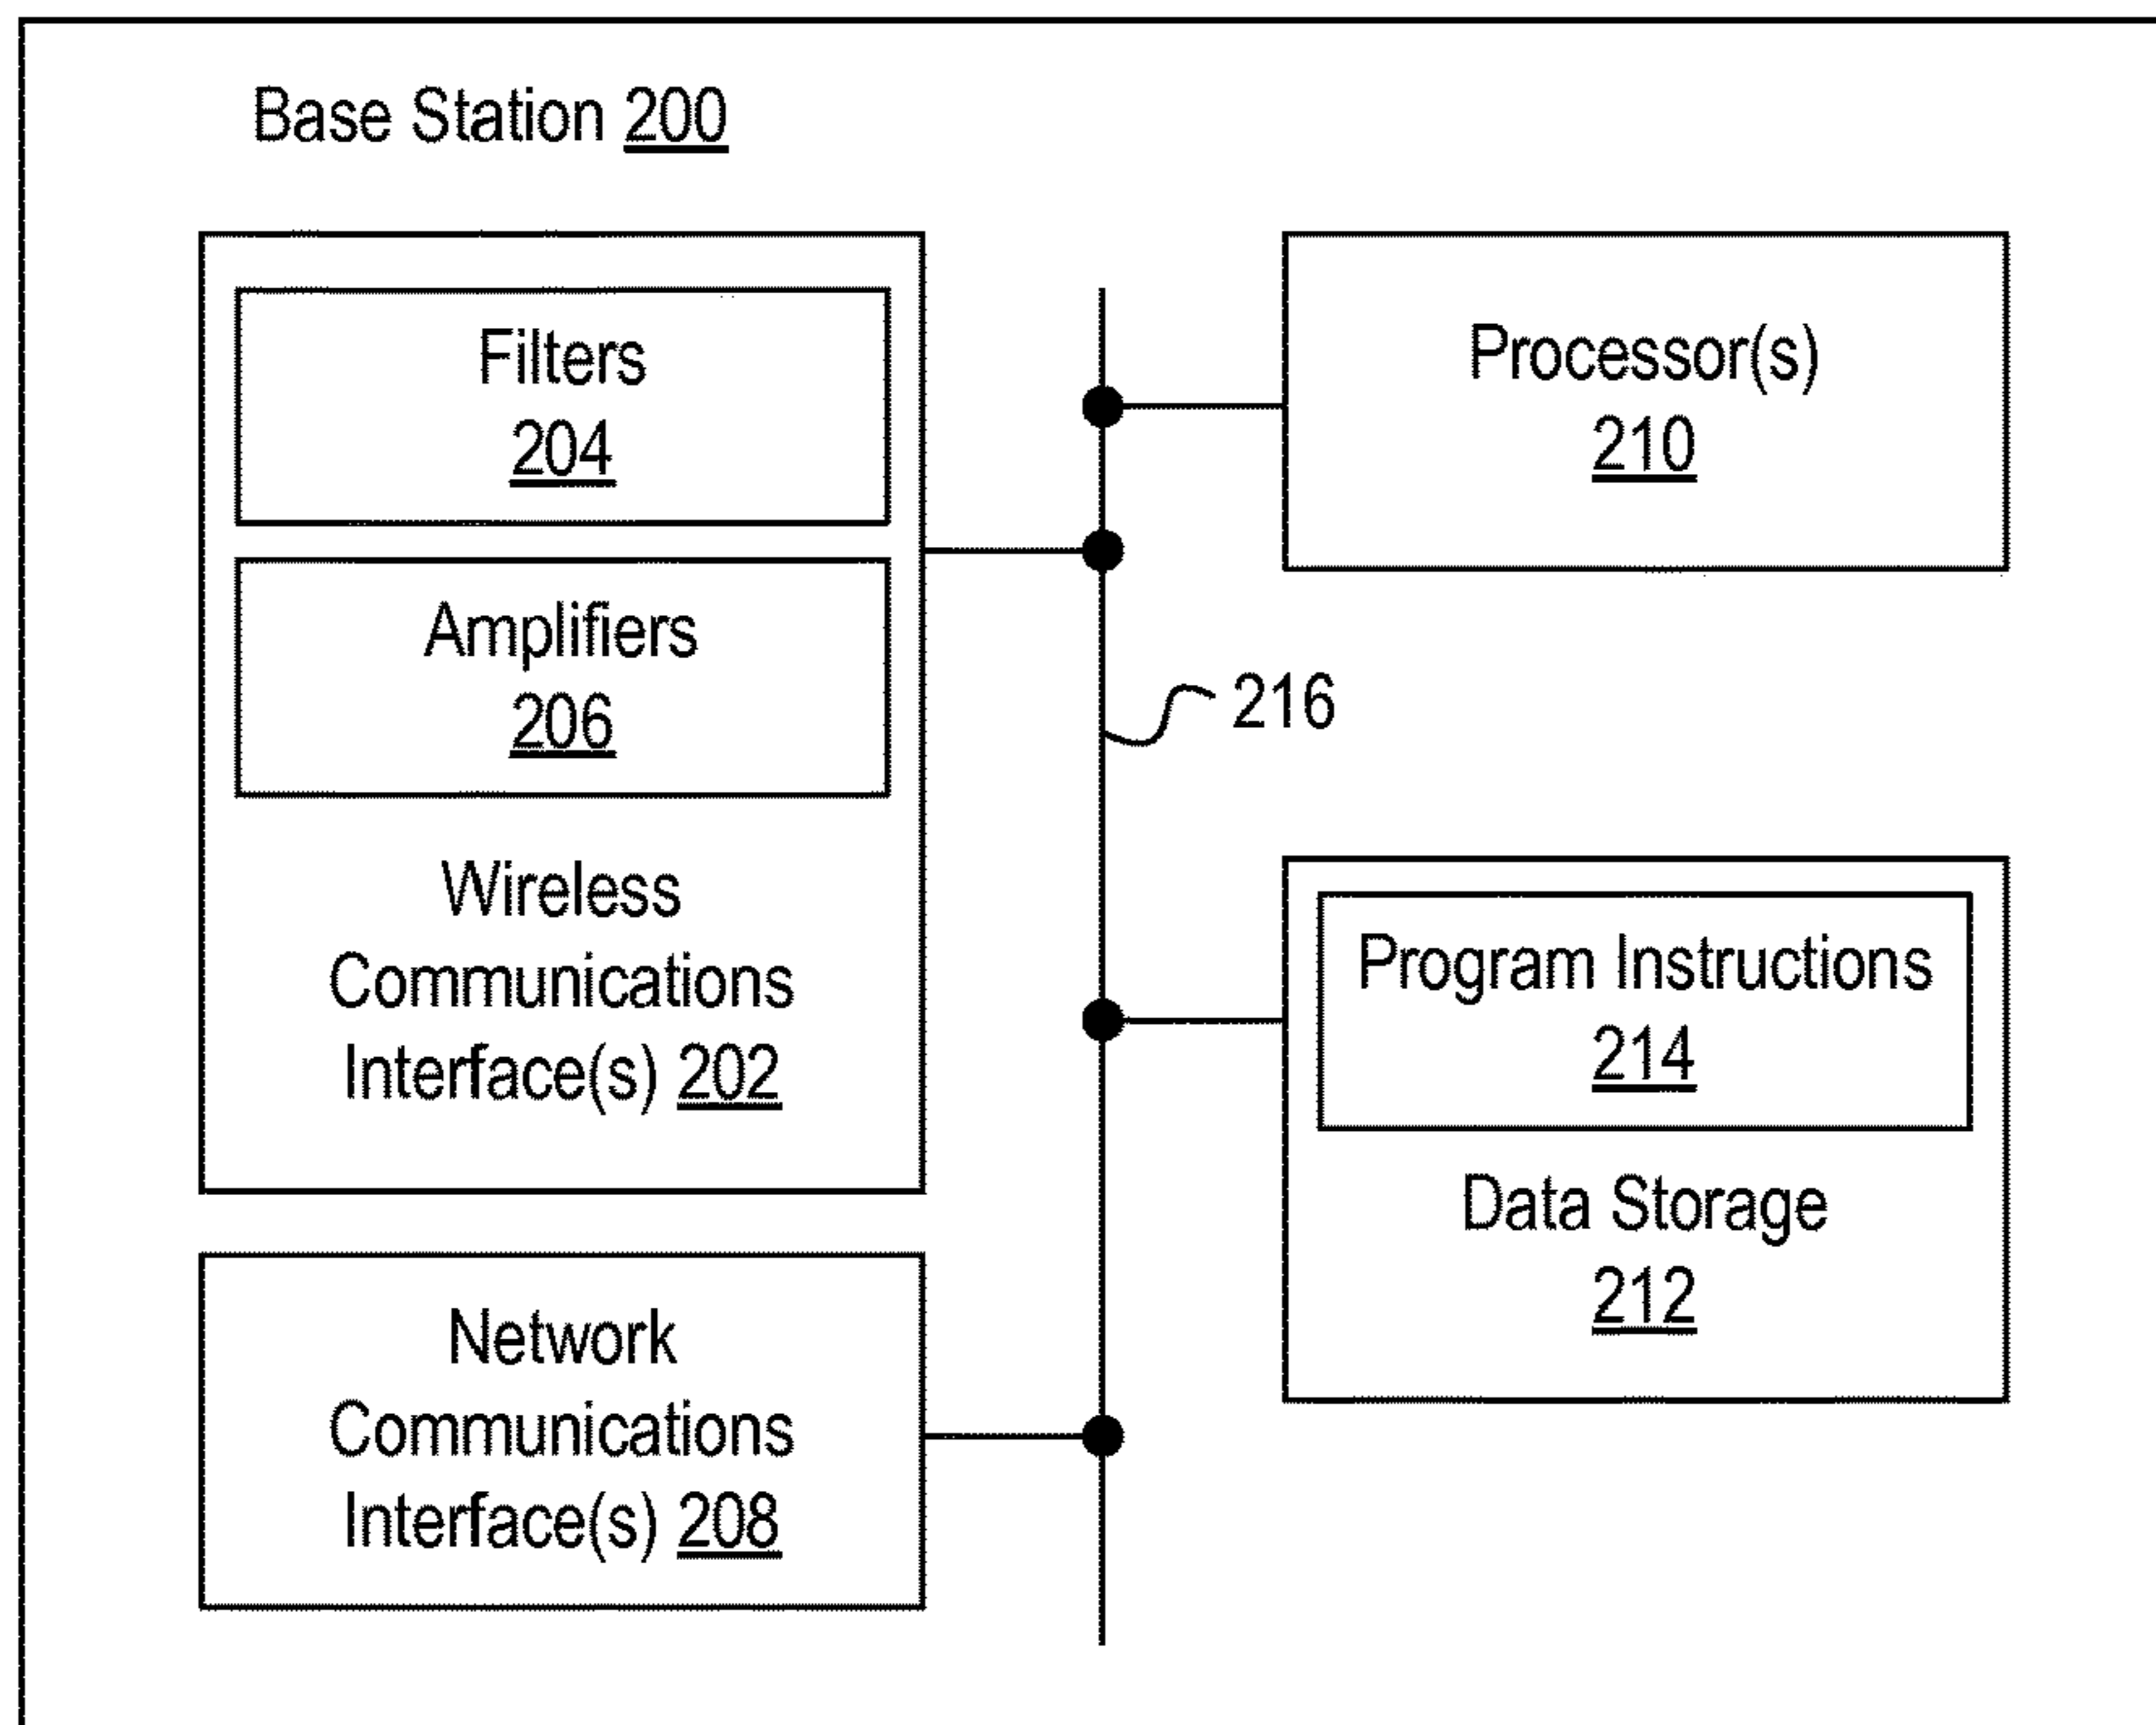 Base Station 200
Filters
204
Amplifiers
206
Wireless
Communications
Interface(s) 202
Network
Communications
Interface(s) 208
Processor(s)
210
216
Program Instructions
214
Data Storage
212